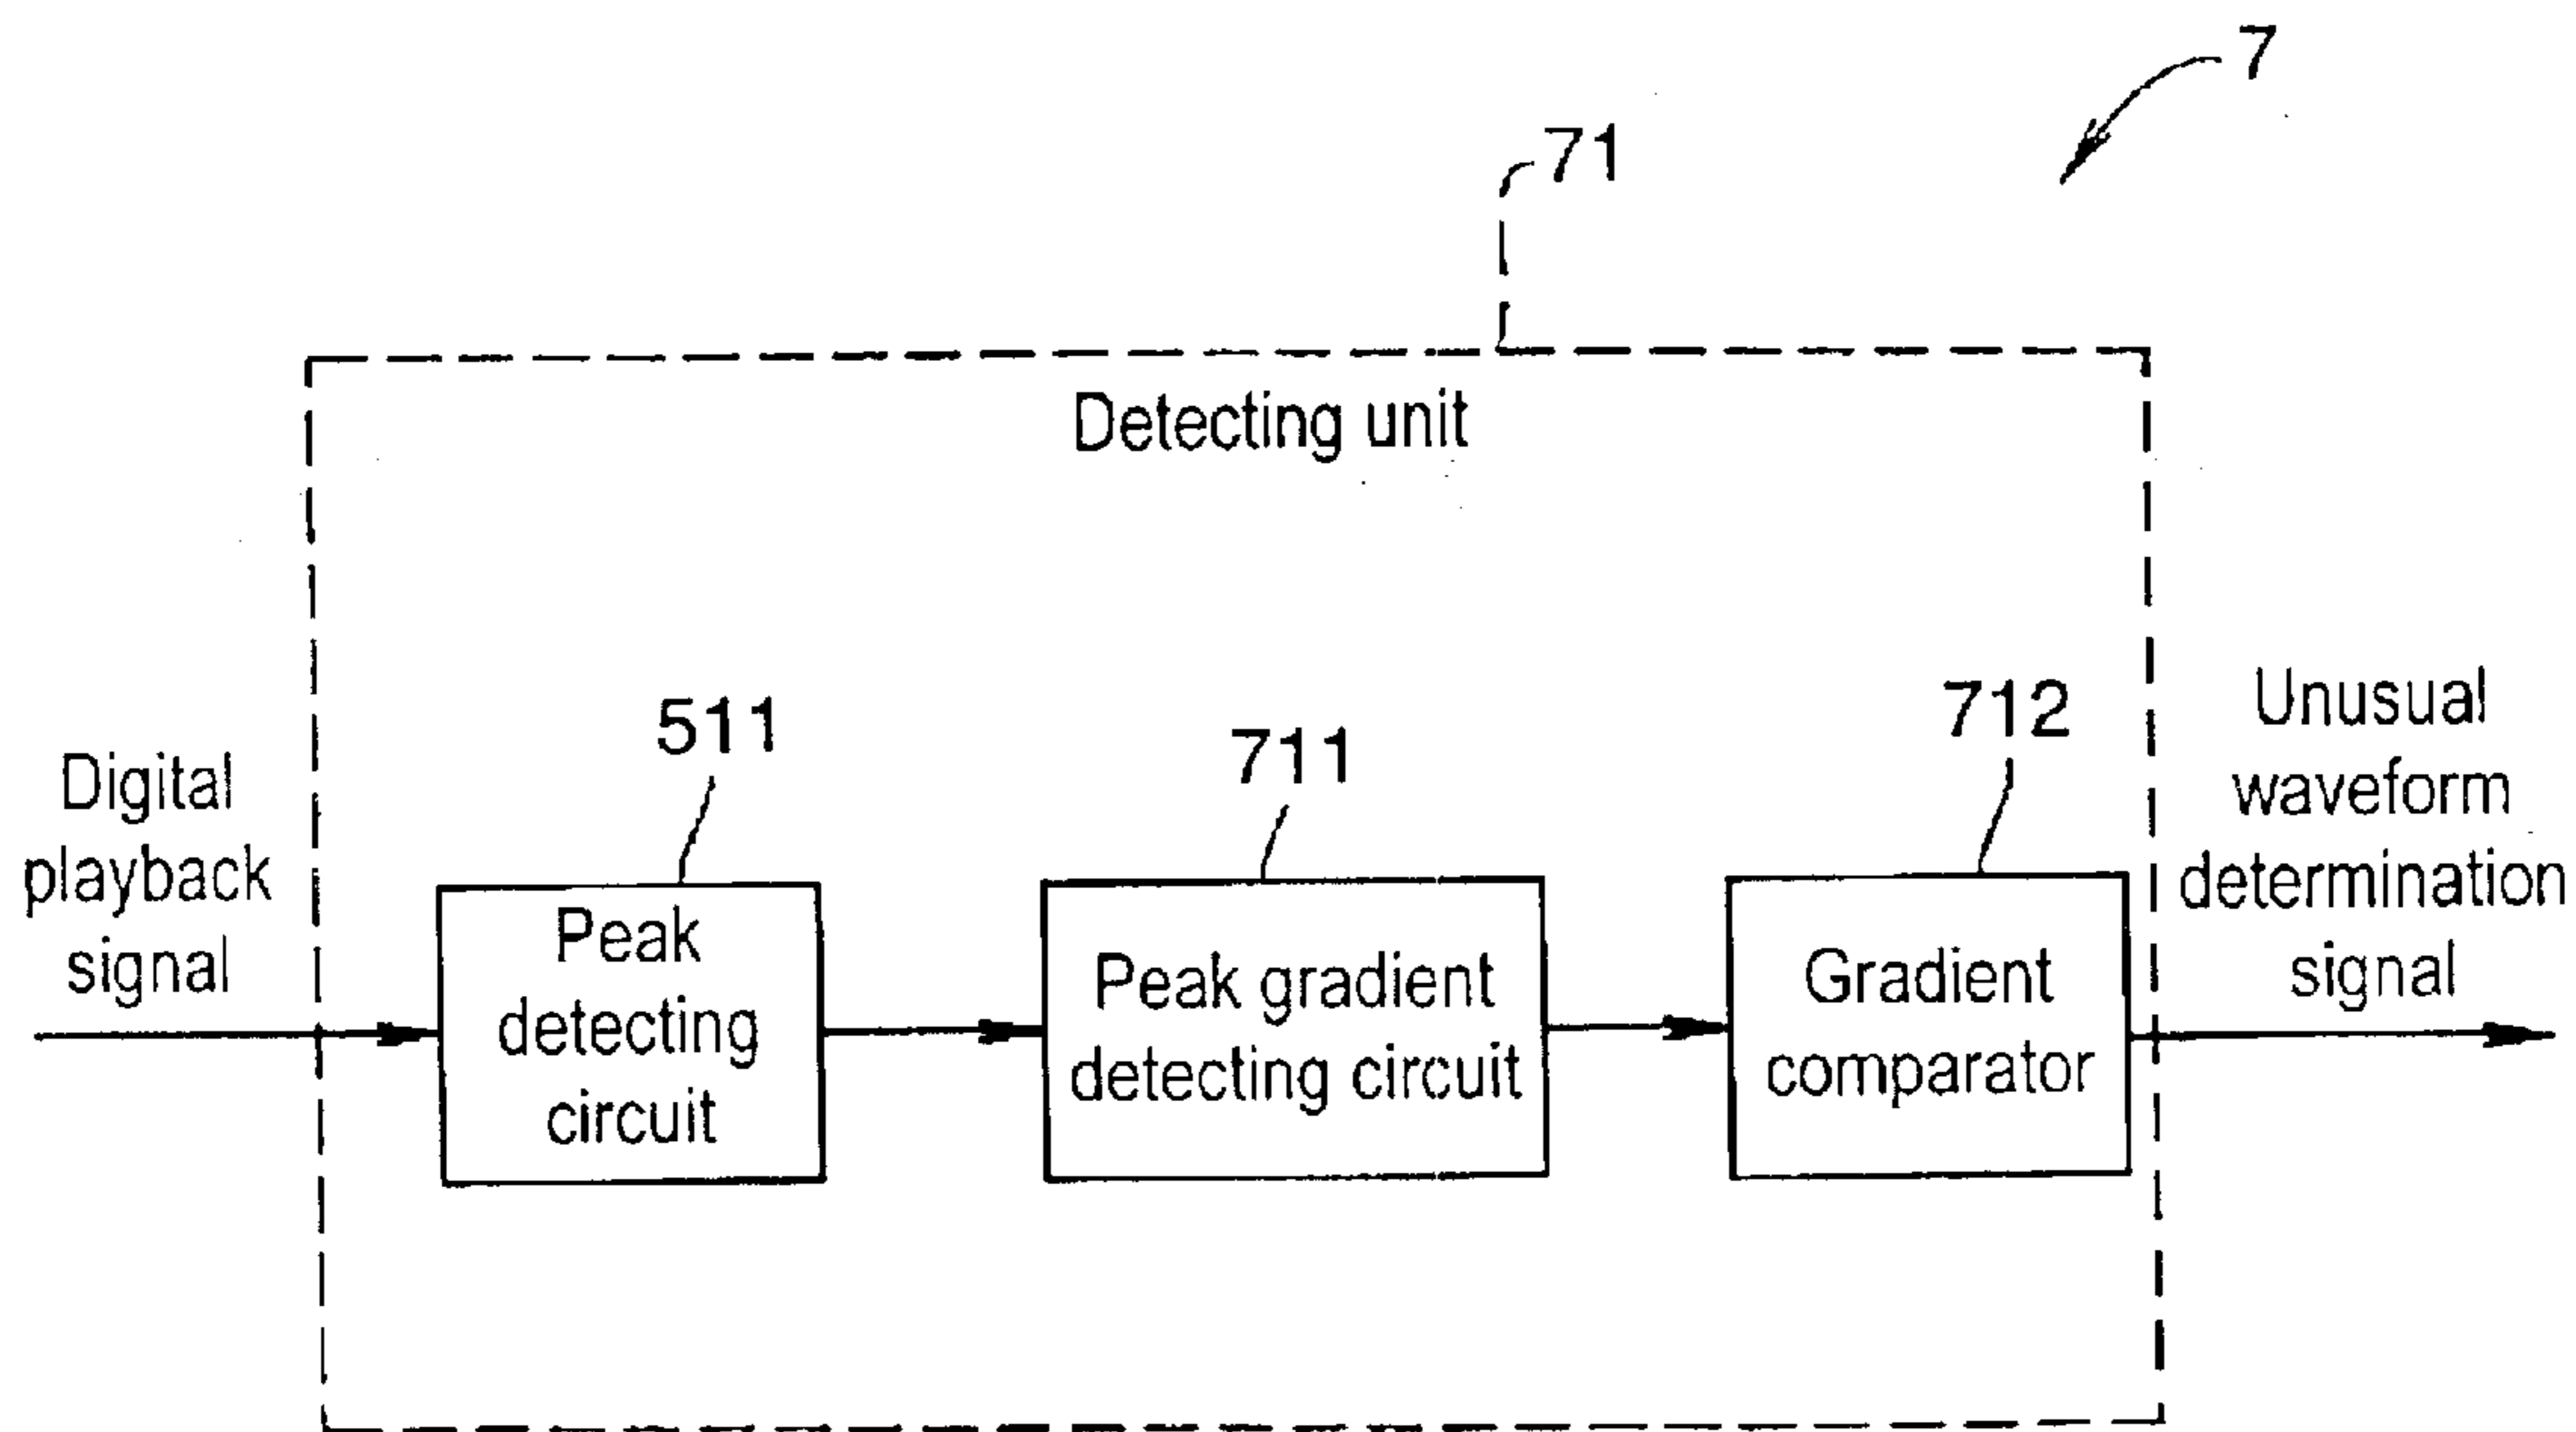 7
71
Detecting unit
511
711
712
Digital
playback
signal
Peak
detecting
circuit
Peak gradient
detecting circuit
Gradient
comparator
Unusual
waveform
determination
signal